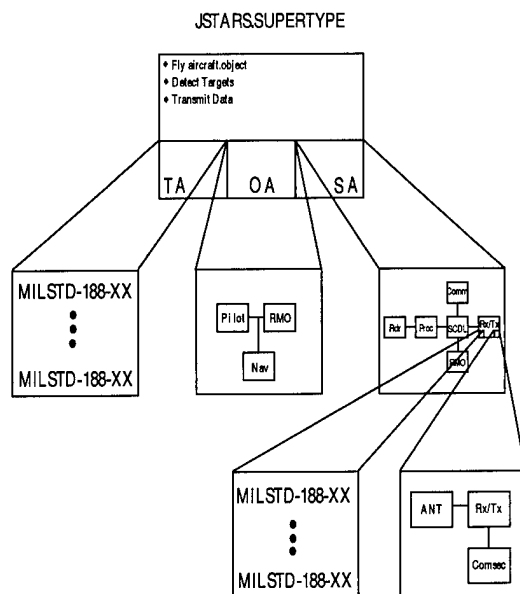 JSTARS.SUPERTYPE
♦ Fly aircraft.object
♦ Detect Targets
♦ Transmit Data
TA OA SA
MILSTD-188-XX
MILSTD-188-XX
Pilot RMO
Nav
Comm
Rdr Proc SCDL Rx/Tx
RMO
MILSTD-188-XX
MILSTD-188-XX
ANT Rx/Tx
Comsec